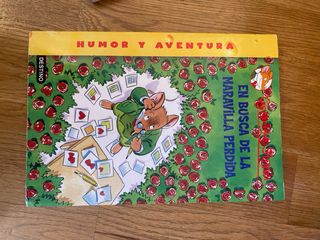 HUMOR Y AVENTURA
DESTINO
EN BUSCA DE LA
MARAVILLA PERDIDA